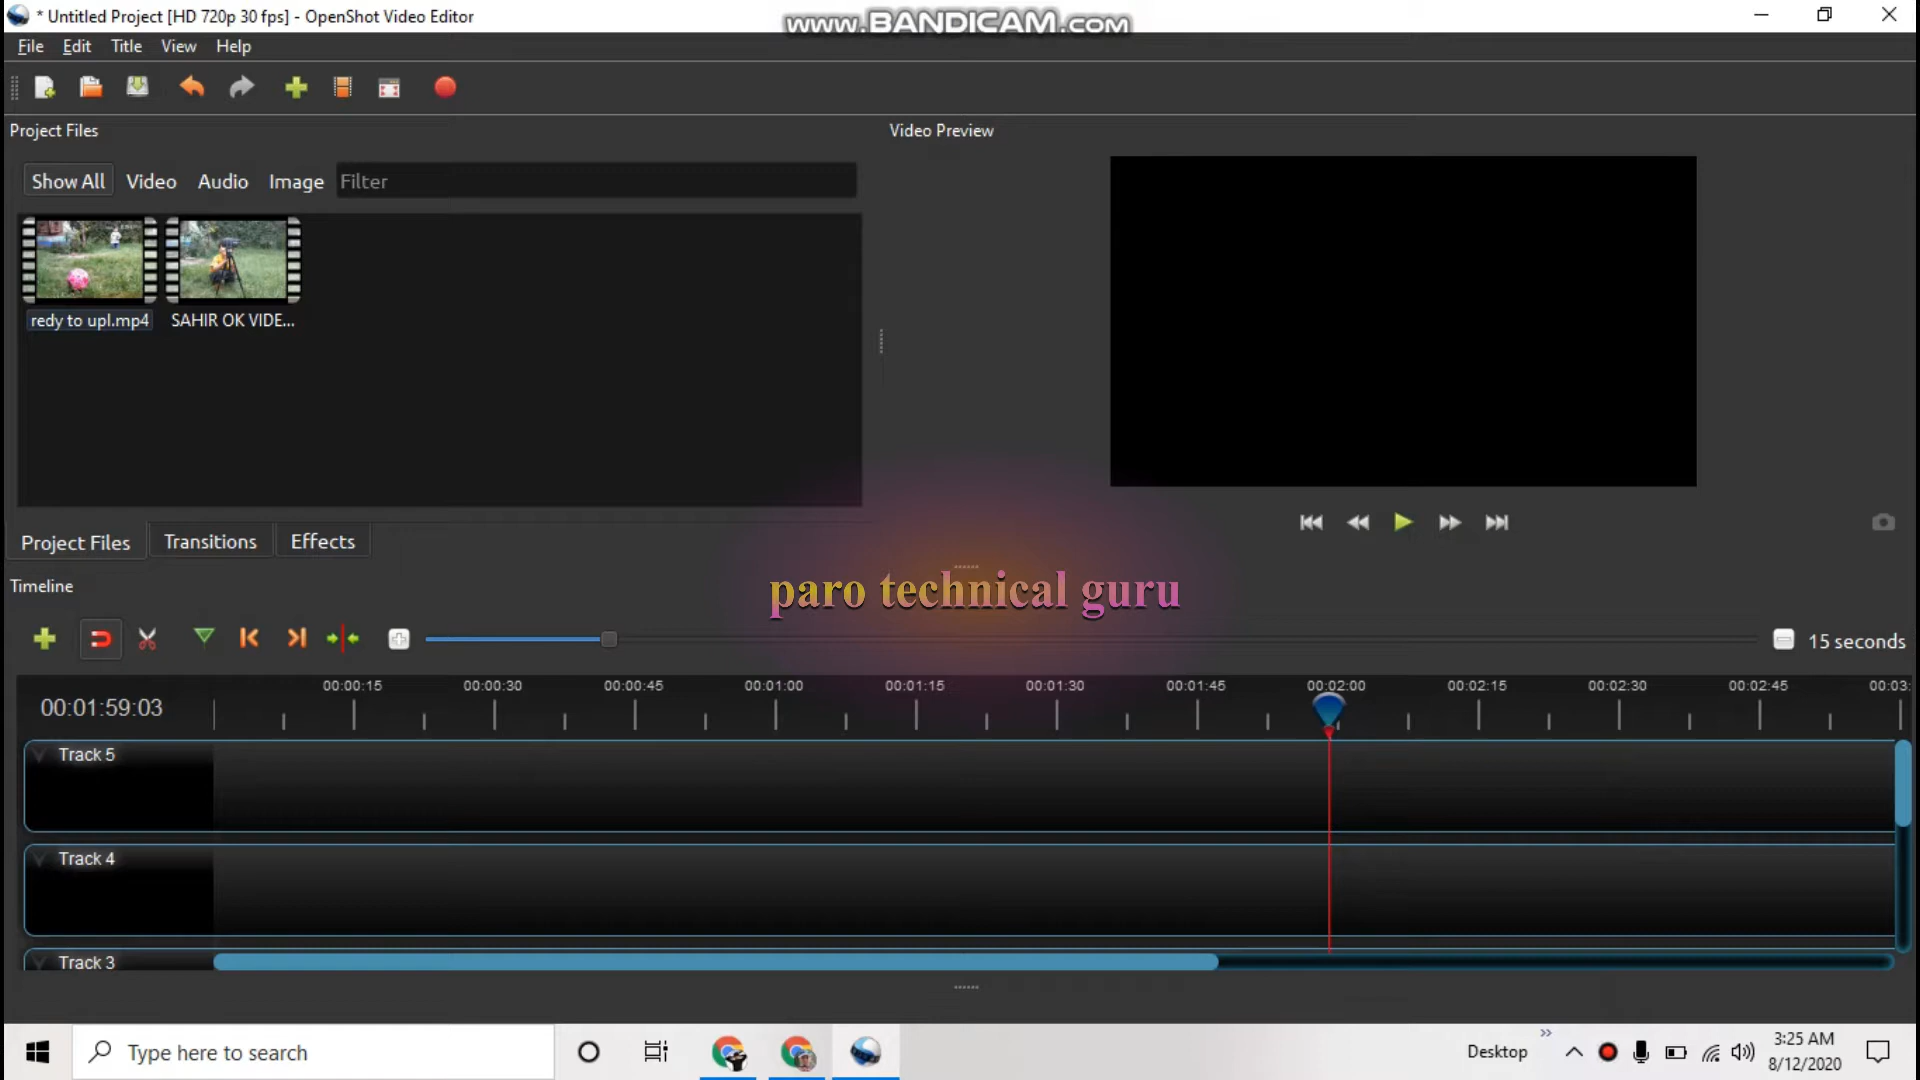 * Untitled Project [HD 720p 30 fps] - OpenShot Video Editor
www.BANDICAM.com
File Edit Title View Help
Project Files
Video Preview
Show All Video Audio Image Filter
redy to upl.mp4 SAHIR OK VIDE...
Project Files Transitions Effects
Timeline
paro technical guru
15 seconds
00:01:59:03
00:00:15 00:00:30 00:00:45 00:01:00 00:01:15 00:01:30 00:01:45 00:02:00 00:02:15 00:02:30 00:02:45 00:03:
Track 5
Track 4
Track 3
Type here to search
Desktop
3:25 AM
8/12/2020